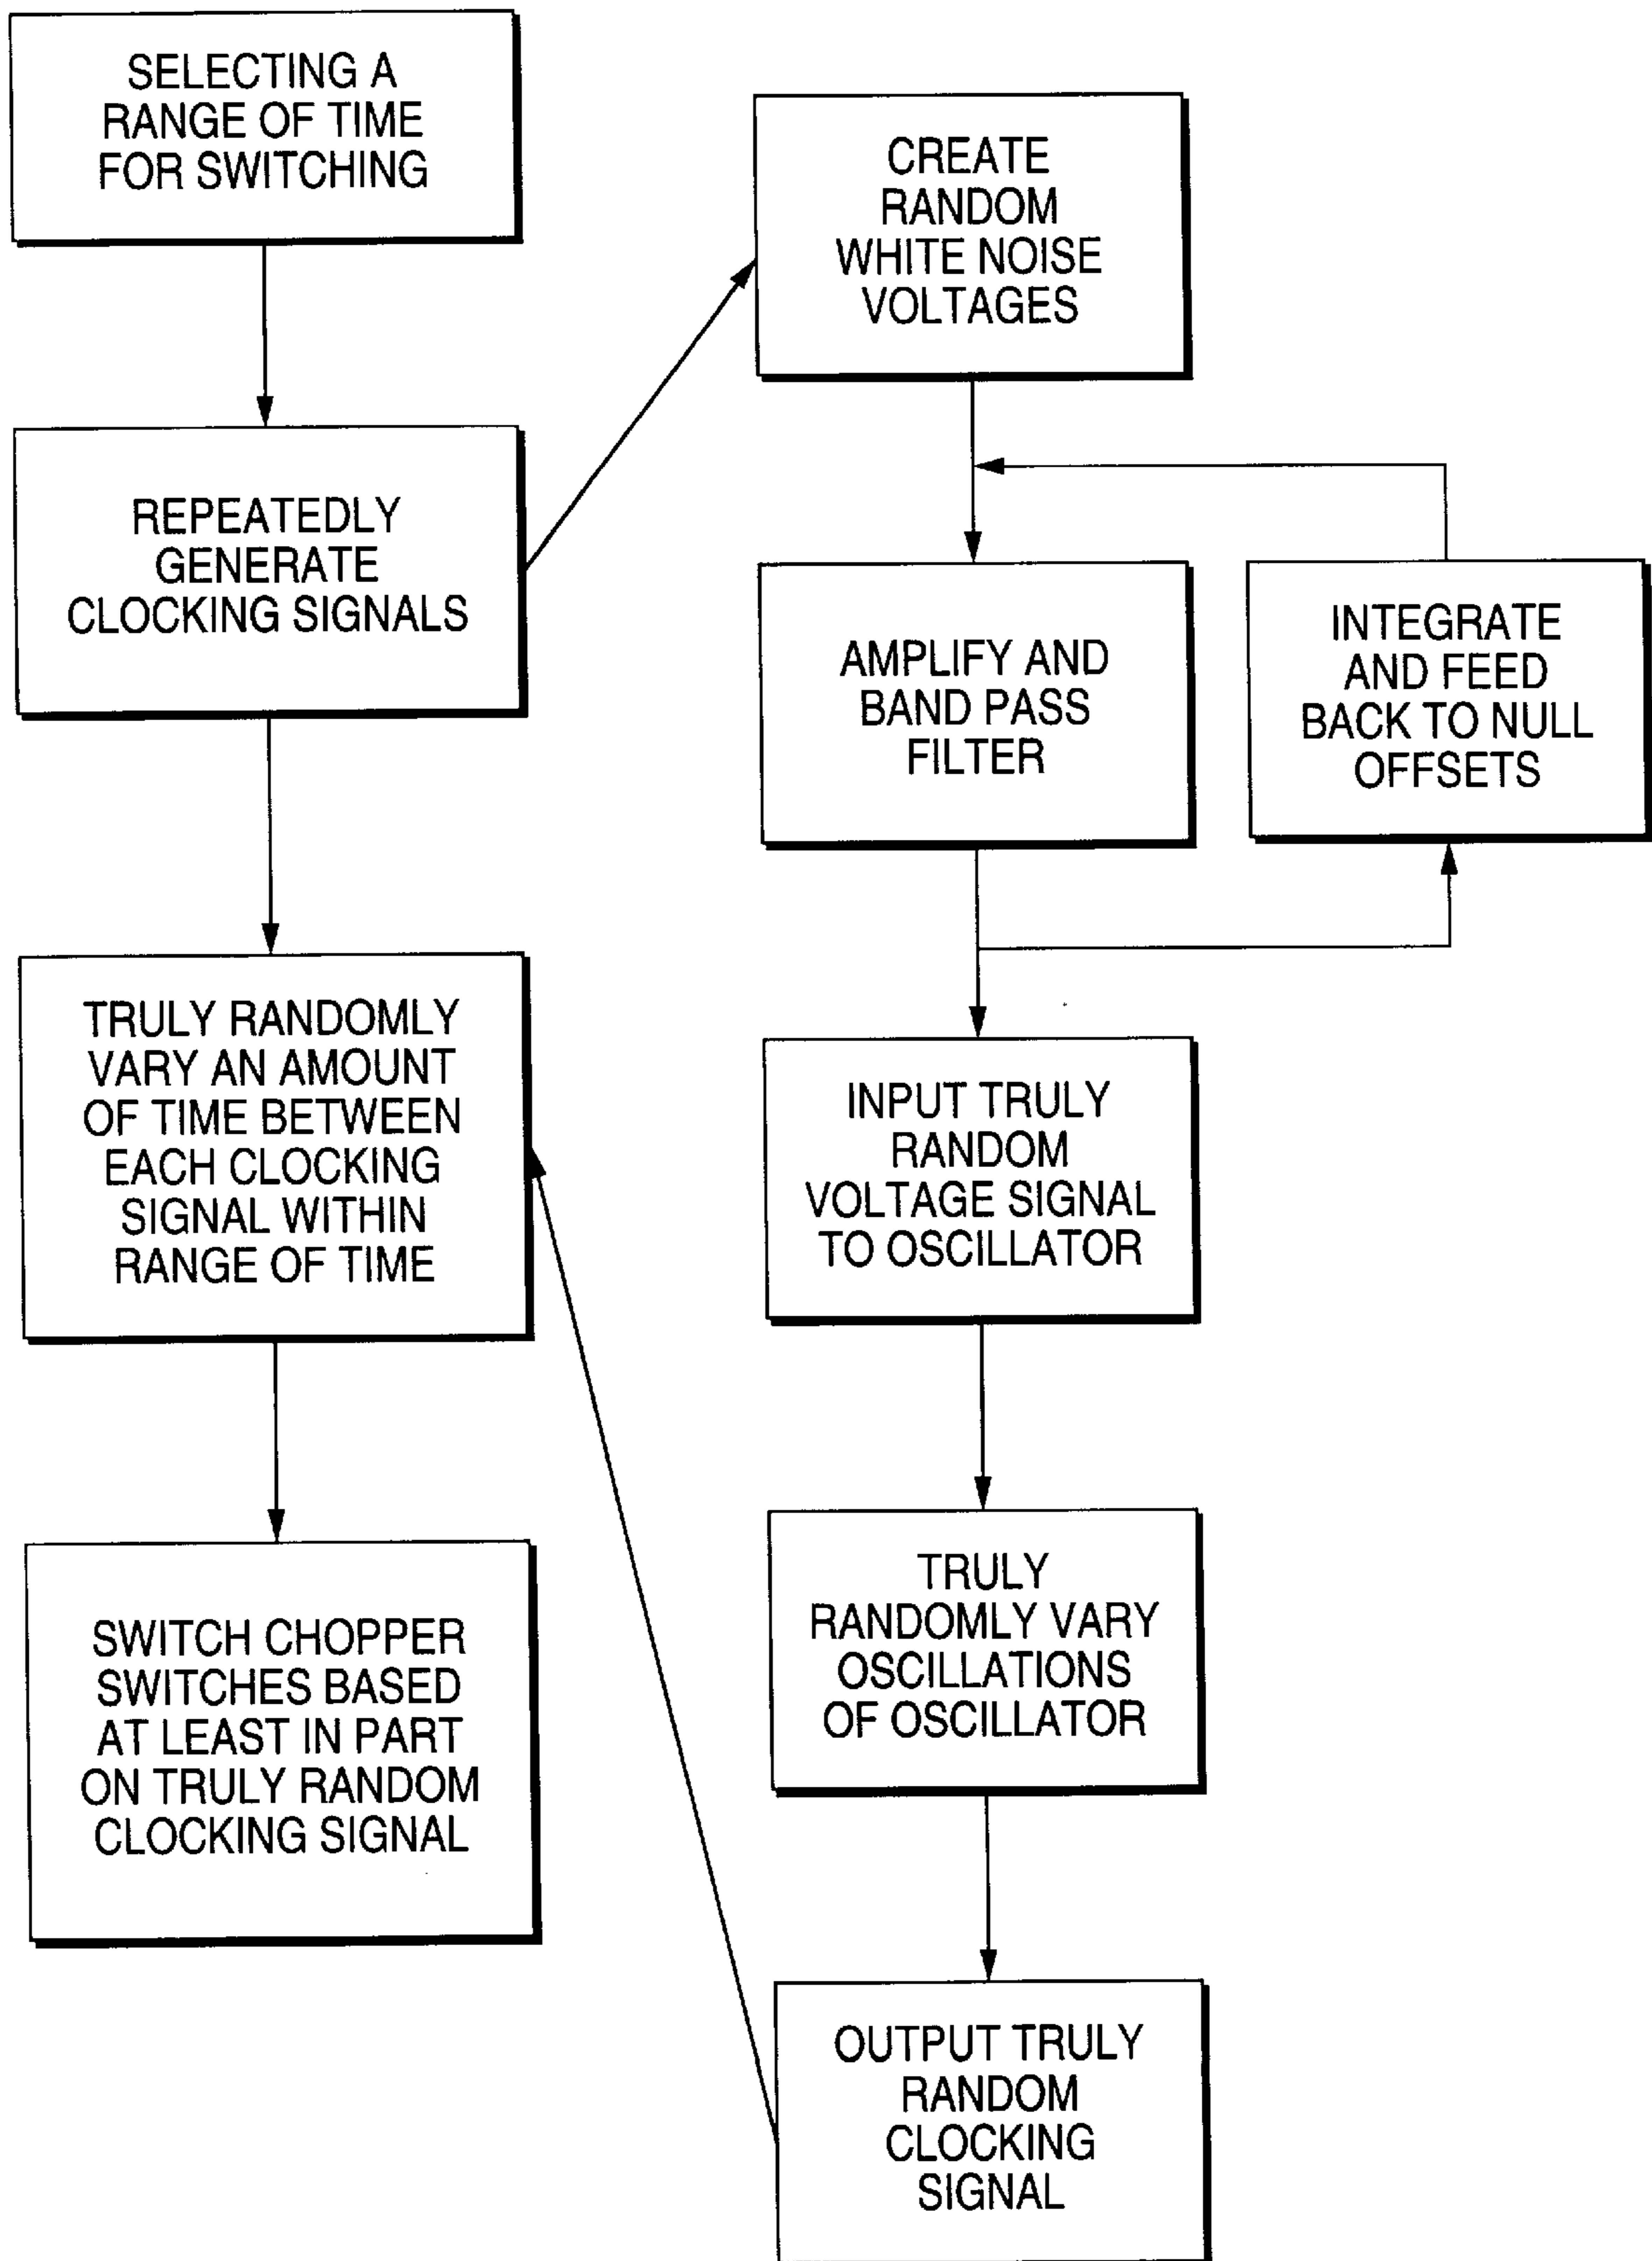 SELECTING A
RANGE OF TIME
FOR SWITCHING
REPEATEDLY
GENERATE
CLOCKING SIGNALS
TRULY RANDOMLY
VARY AN AMOUNT
OF TIME BETWEEN
EACH CLOCKING
SIGNAL WITHIN
RANGE OF TIME
SWITCH CHOPPER
SWITCHES BASED
AT LEAST IN PART
ON TRULY RANDOM
CLOCKING SIGNAL
CREATE
RANDOM
WHITE NOISE
VOLTAGES
AMPLIFY AND
BAND PASS
FILTER
INTEGRATE
AND FEED
BACK TO NULL
OFFSETS
INPUT TRULY
RANDOM
VOLTAGE SIGNAL
TO OSCILLATOR
TRULY
RANDOMLY VARY
OSCILLATIONS
OF OSCILLATOR
OUTPUT TRULY
RANDOM
CLOCKING
SIGNAL